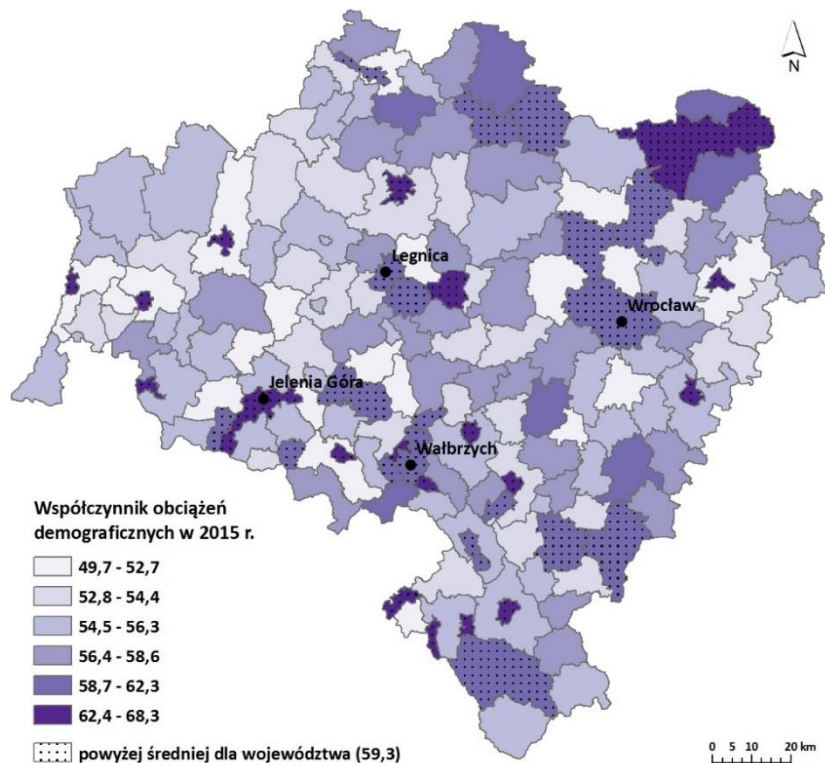 N
Legnica
Wrocław
Jelenia Góra
Wałbrzych
Współczynnik obciążeń
demograficznych w 2015 r.
49,7 - 52,7
52,8 - 54,4
54,5 - 56,3
56,4 - 58,6
58,7 - 62,3
62,4 - 68,3
powyżej średniej dla województwa (59,3)
0 5 10 20 km